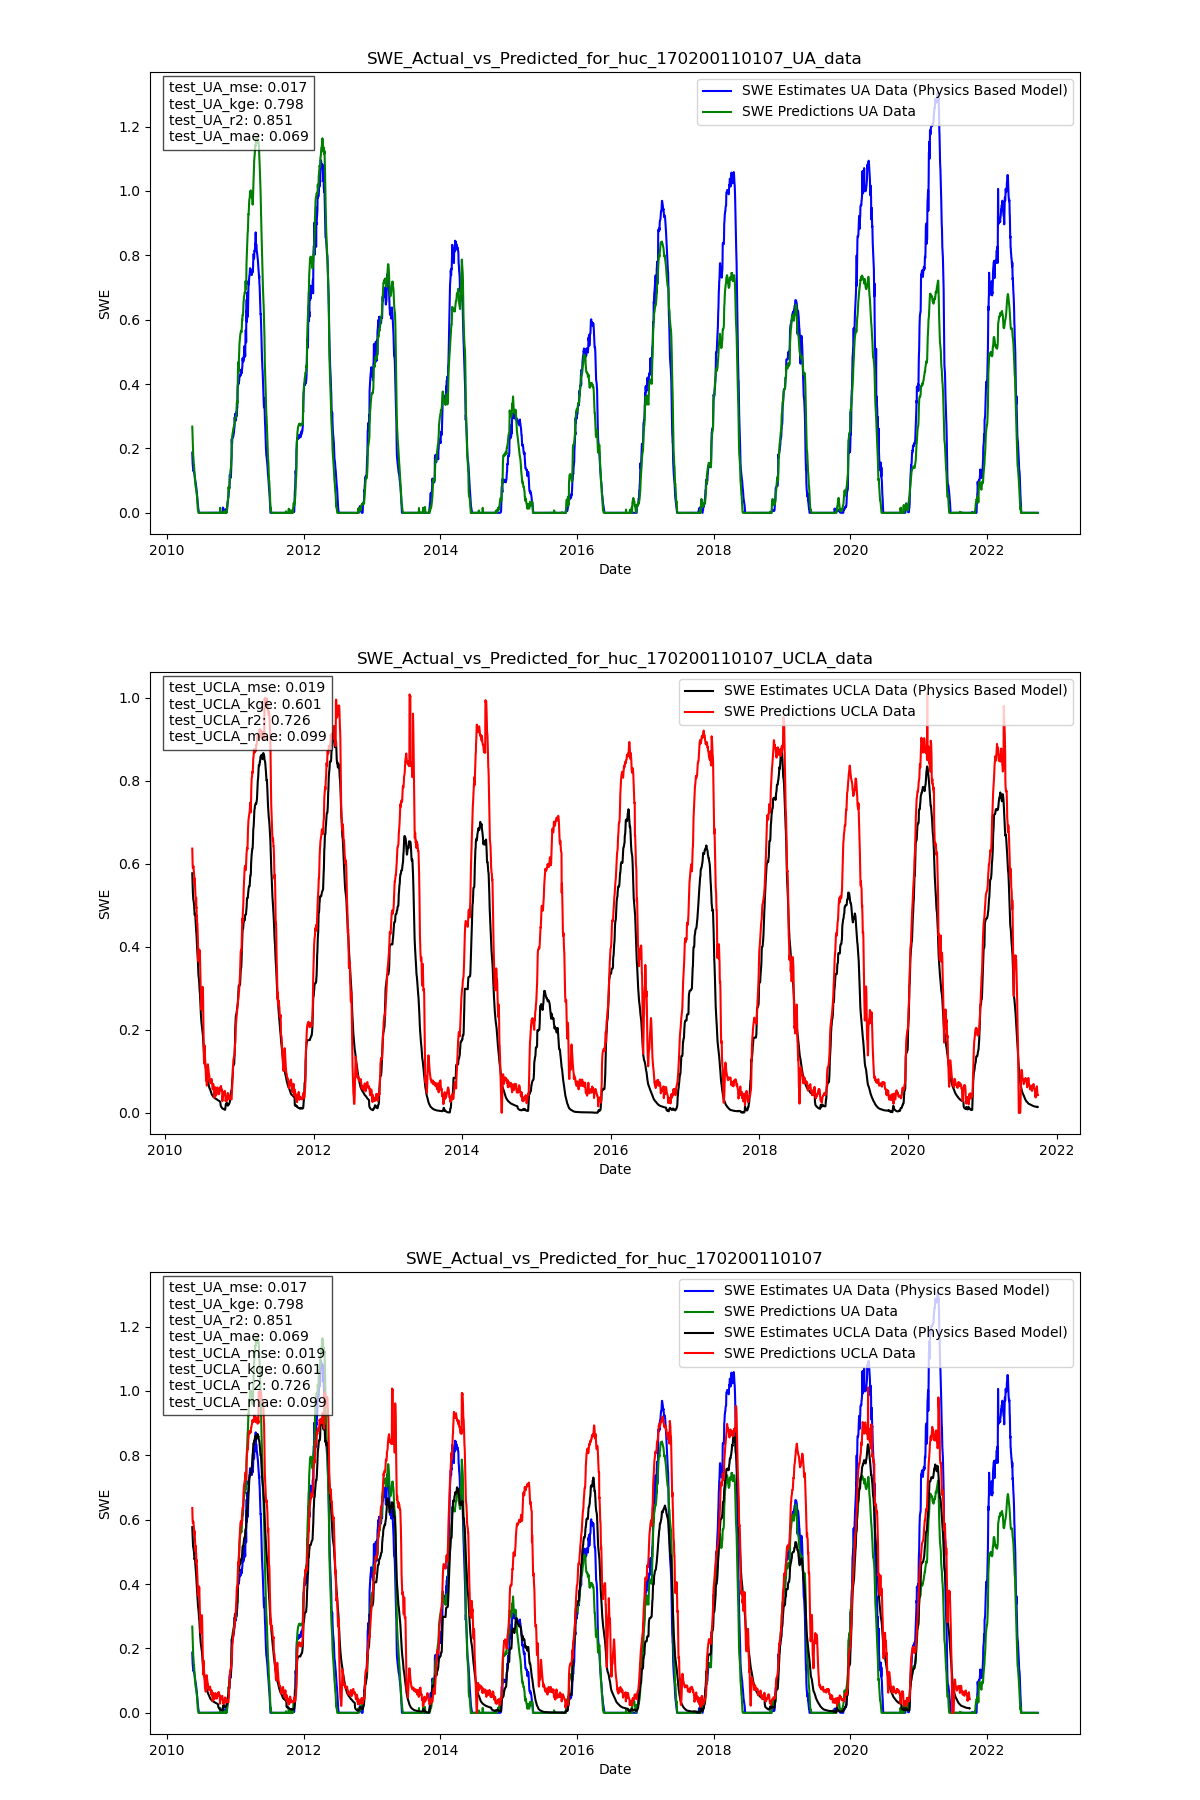 SWE_Actual_vs_Predicted_for_huc_170200110107_UA_data
test_UA_mse: 0.017
test_UA_kge: 0.798
test_UA_r2: 0.851
test_UA_mae: 0.069
SWE Estimates UA Data (Physics Based Model)
SWE Predictions UA Data
1.2
1.0
0.8
0.6
0.4
0.2
0.0
SWE
2010 2012 2014 2016 2018 2020 2022
Date
SWE_Actual_vs_Predicted_for_huc_170200110107_UCLA_data
test_UCLA_mse: 0.019
test_UCLA_kge: 0.601
test_UCLA_r2: 0.726
test_UCLA_mae: 0.099
SWE Estimates UCLA Data (Physics Based Model)
SWE Predictions UCLA Data
1.0
0.8
0.6
0.4
0.2
0.0
SWE
2010 2012 2014 2016 2018 2020 2022
Date
SWE_Actual_vs_Predicted_for_huc_170200110107
test_UA_mse: 0.017
test_UA_kge: 0.798
test_UA_r2: 0.851
test_UA_mae: 0.069
test_UCLA_mse: 0.019
test_UCLA_kge: 0.601
test_UCLA_r2: 0.726
test_UCLA_mae: 0.099
SWE Estimates UA Data (Physics Based Model)
SWE Predictions UA Data
SWE Estimates UCLA Data (Physics Based Model)
SWE Predictions UCLA Data
1.2
1.0
0.8
0.6
0.4
0.2
0.0
SWE
2010 2012 2014 2016 2018 2020 2022
Date